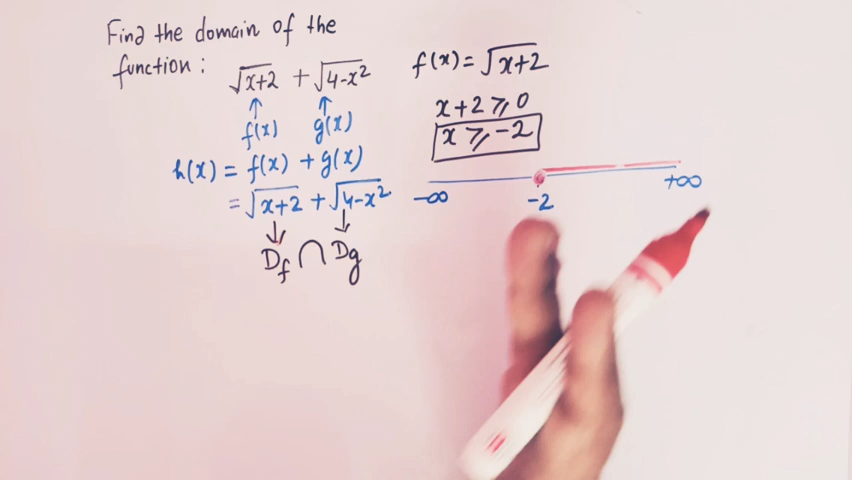 Find the domain of the
function : √x+2 + √4-x²
↑ ↑
f(x) g(x)
h(x) = f(x) + g(x)
= √x+2 + √4-x²
↓ ↓
Df ∩ Dg
f(x) = √x+2
x+2 ≥ 0
x ≥ -2
-∞ -2 +∞